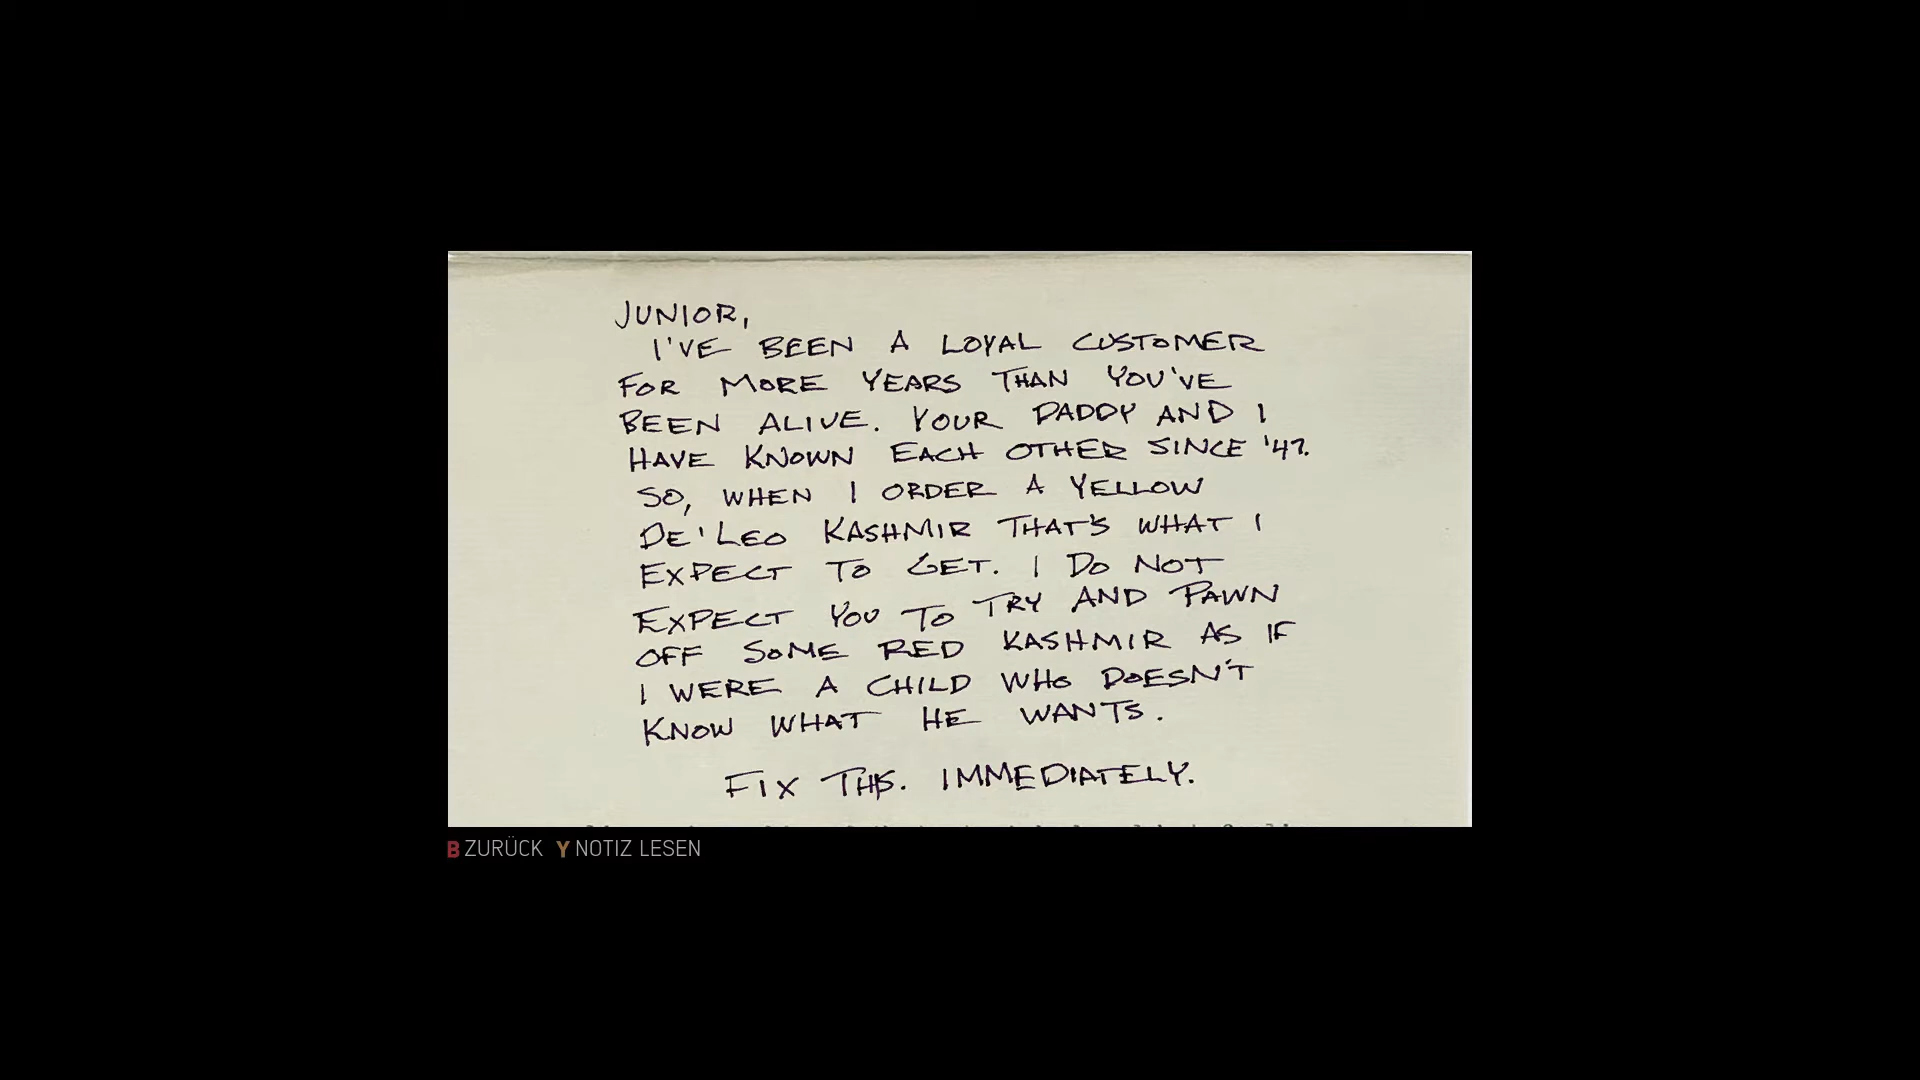 JUNIOR,
I'VE BEEN A LOYAL CUSTOMER
FOR MORE YEARS THAN YOU'VE
BEEN ALIVE. YOUR DADDY AND I
HAVE KNOWN EACH OTHER SINCE '47.
SO, WHEN I ORDER A YELLOW
DE'LEO KASHMIR THAT'S WHAT I
EXPECT TO GET. I DO NOT
EXPECT YOU TO TRY AND PAWN
OFF SOME RED KASHMIR AS IF
I WERE A CHILD WHO DOESN'T
KNOW WHAT HE WANTS.
FIX THIS. IMMEDIATELY.
B ZURÜCK Y NOTIZ LESEN